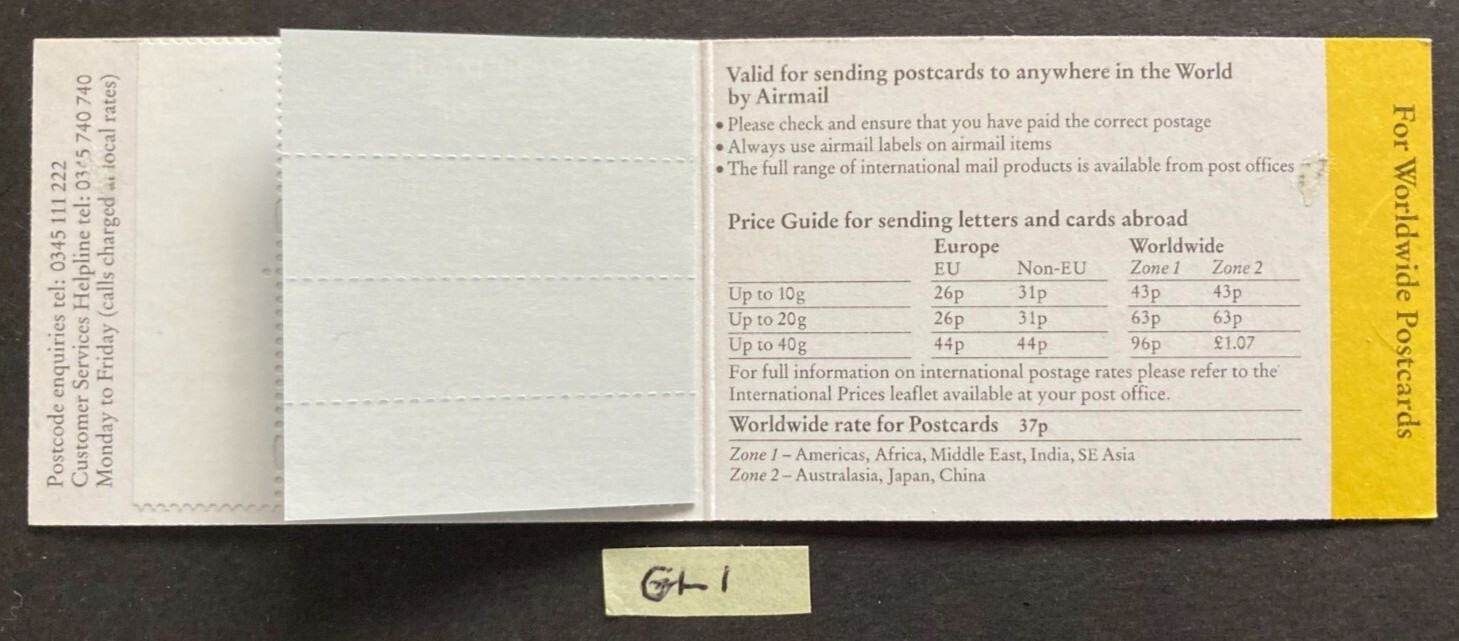 Postcode enquiries tel: 0345 111 222
Customer Services Helpline tel: 0345 740 740
Monday to Friday (calls charged at local rates)
Valid for sending postcards to anywhere in the World
by Airmail
• Please check and ensure that you have paid the correct postage
• Always use airmail labels on airmail items
• The full range of international mail products is available from post offices
Price Guide for sending letters and cards abroad
Europe Worldwide
EU Non-EU Zone 1 Zone 2
Up to 10g 26p 31p 43p 43p
Up to 20g 26p 31p 63p 63p
Up to 40g 44p 44p 96p £1.07
For full information on international postage rates please refer to the
International Prices leaflet available at your post office.
Worldwide rate for Postcards 37p
Zone 1 – Americas, Africa, Middle East, India, SE Asia
Zone 2 – Australasia, Japan, China
For Worldwide Postcards